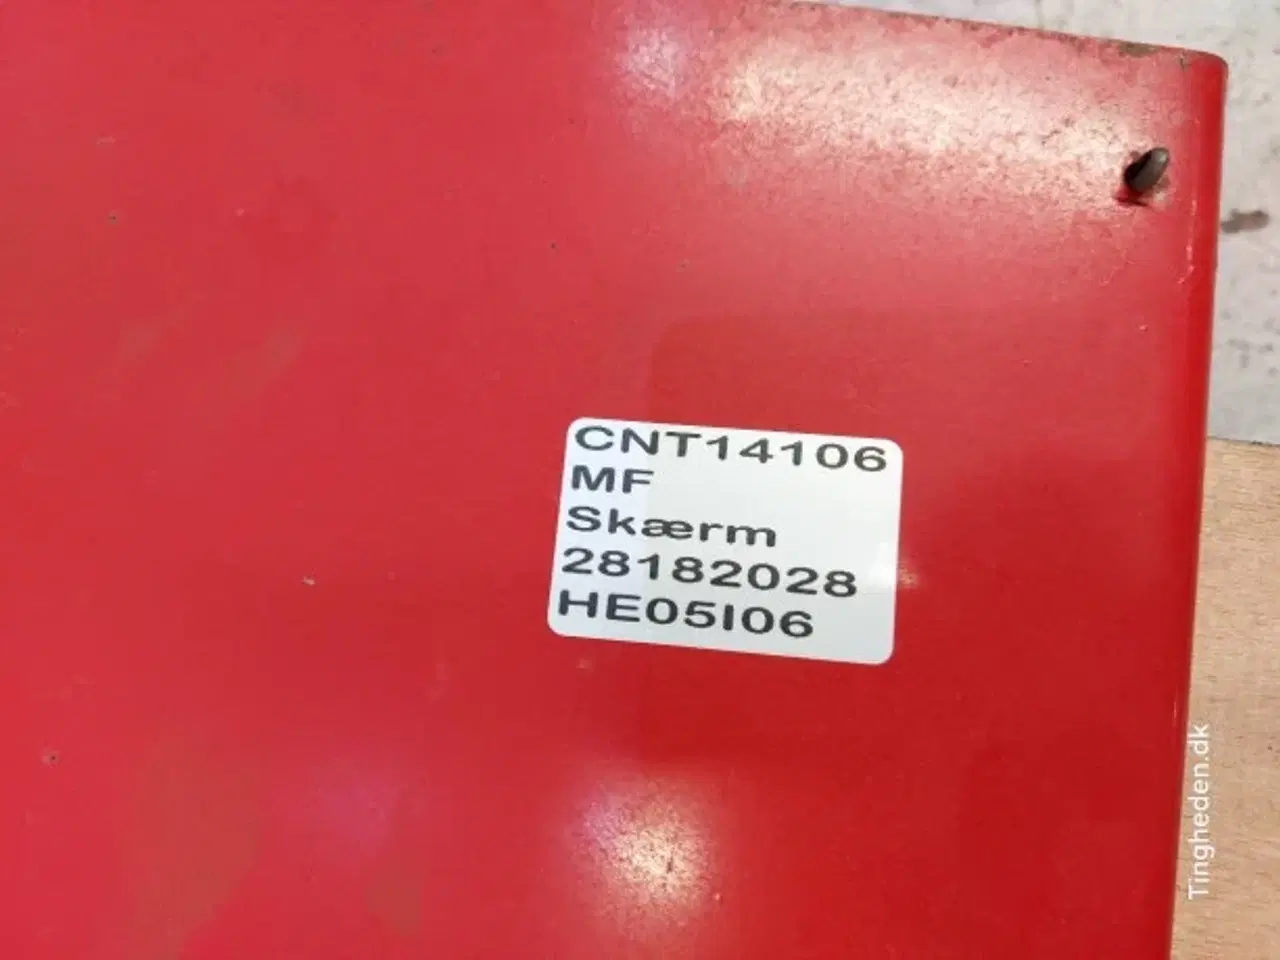 CNT14106
MF
Skærm
28182028
HE05I06
Tingheden.dk